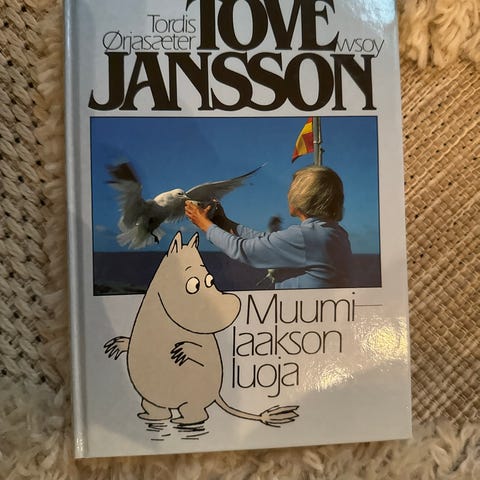 Tordis
Ørjasæter
TOVE
wsoy
JANSSON
Muumi-
laakson
luoja